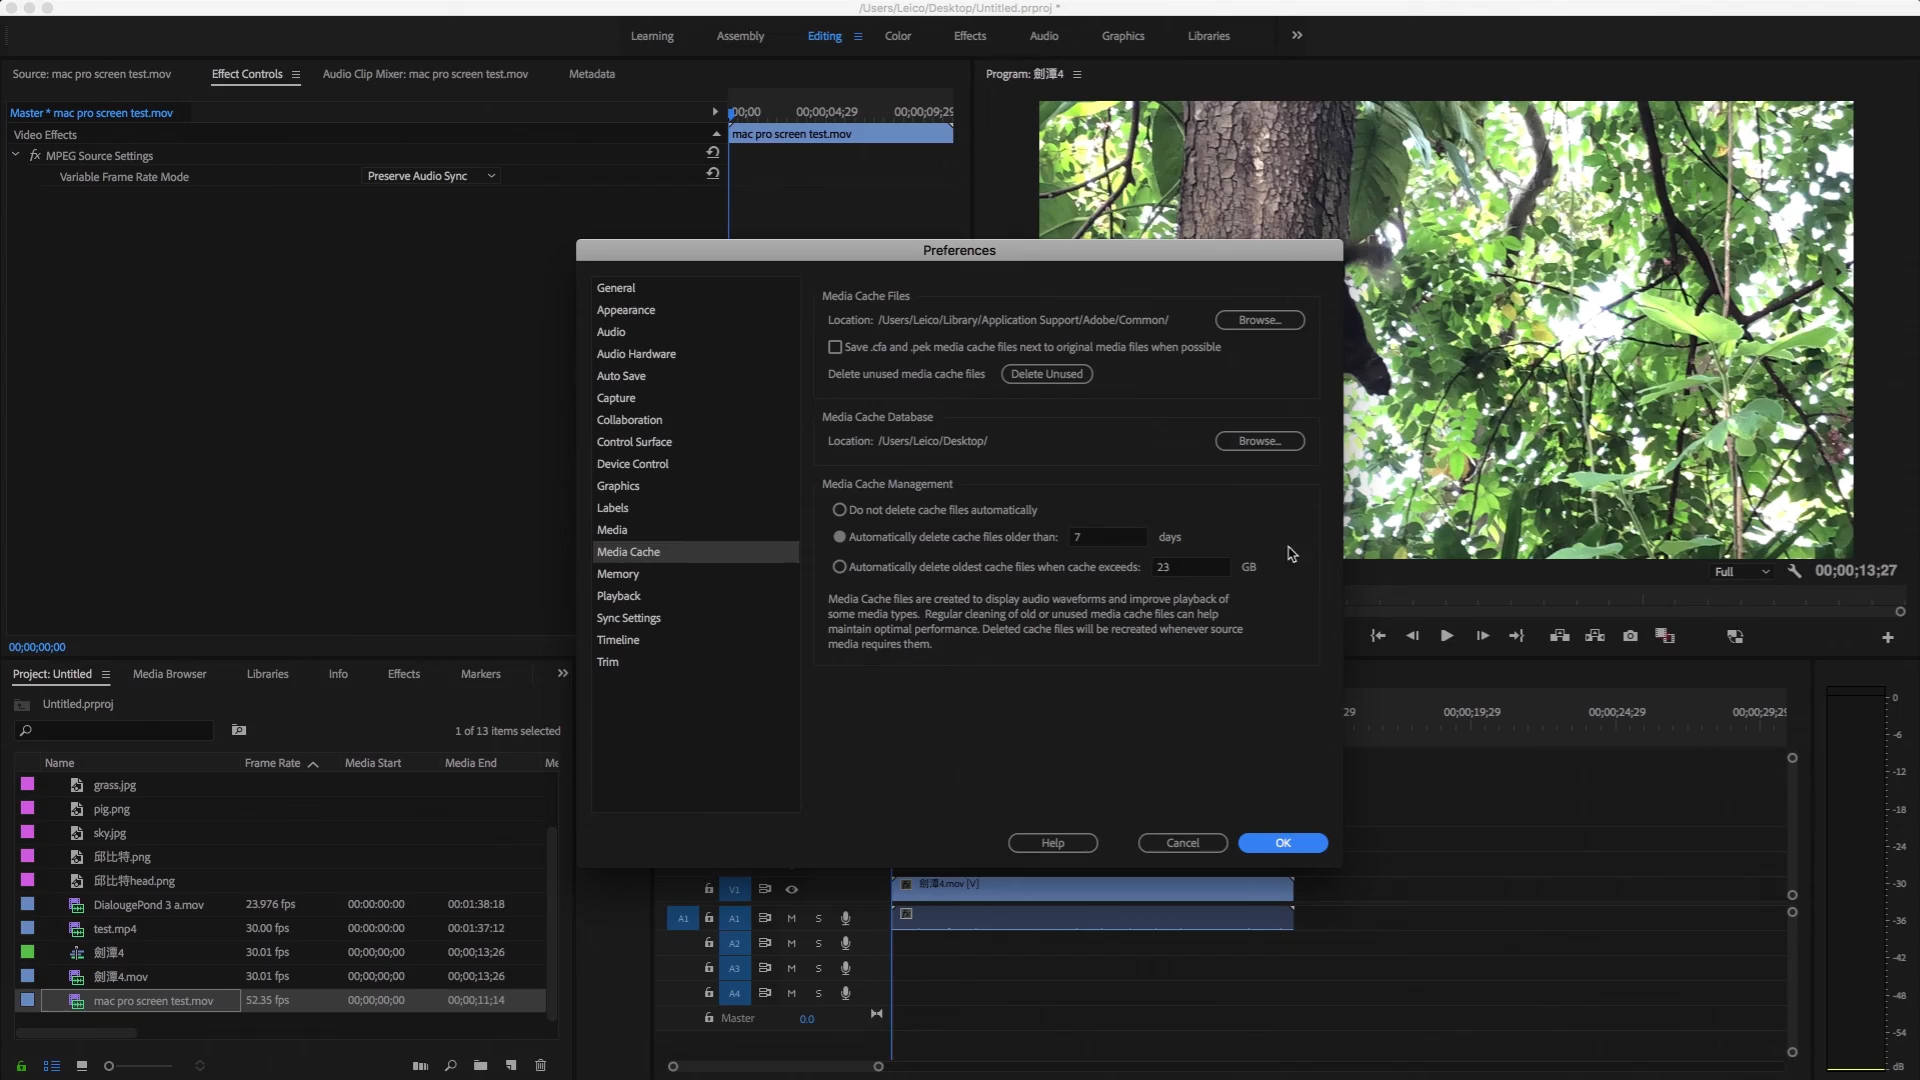 /Users/Leico/Desktop/Untitled.prproj *
Learning Assembly Editing Color Effects Audio Graphics Libraries
Source: mac pro screen test.mov Effect Controls Audio Clip Mixer: mac pro screen test.mov Metadata
Program: 劍潭4
Master * mac pro screen test.mov
00;00 00;00;04;29 00;00;09;29
Video Effects
mac pro screen test.mov
fx MPEG Source Settings
Variable Frame Rate Mode Preserve Audio Sync
00;00;00;00
Preferences
General
Appearance
Audio
Audio Hardware
Auto Save
Capture
Collaboration
Control Surface
Device Control
Graphics
Labels
Media
Media Cache
Memory
Playback
Sync Settings
Timeline
Trim
Media Cache Files
Location: /Users/Leico/Library/Application Support/Adobe/Common/ Browse...
Save .cfa and .pek media cache files next to original media files when possible
Delete unused media cache files Delete Unused
Media Cache Database
Location: /Users/Leico/Desktop/ Browse...
Media Cache Management
Do not delete cache files automatically
Automatically delete cache files older than: 7 days
Automatically delete oldest cache files when cache exceeds: 23 GB
Media Cache files are created to display audio waveforms and improve playback of
some media types. Regular cleaning of old or unused media cache files can help
maintain optimal performance. Deleted cache files will be recreated whenever source
media requires them.
Help Cancel OK
Full 00;00;13;27
Project: Untitled Media Browser Libraries Info Effects Markers
Untitled.prproj
1 of 13 items selected
Name Frame Rate Media Start Media End Me
grass.jpg
pig.png
sky.jpg
邱比特.png
邱比特head.png
DialougePond 3 a.mov 23.976 fps 00:00:00:00 00:01:38:18
test.mp4 30.00 fps 00:00:00:00 00:01:37:12
劍潭4 30.01 fps 00;00;00;00 00;00;13;26
劍潭4.mov 30.01 fps 00;00;00;00 00;00;13;26
mac pro screen test.mov 52.35 fps 00;00;00;00 00;00;11;14
29 00;00;19;29 00;00;24;29 00;00;29;29
V1 劍潭4.mov [V]
A1 A1 M S
A2 M S
A3 M S
A4 M S
Master 0.0
0
-6
-12
-18
-24
-30
-36
-42
-48
-54
dB